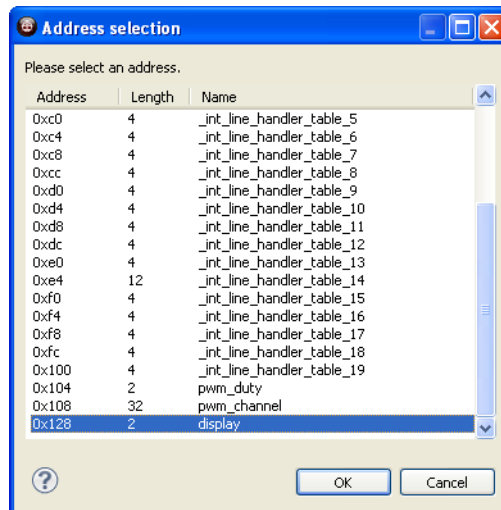 Address selection
Please select an address.
Address Length Name
0xc0 4 _int_line_handler_table_5
0xc4 4 _int_line_handler_table_6
0xc8 4 _int_line_handler_table_7
0xcc 4 _int_line_handler_table_8
0xd0 4 _int_line_handler_table_9
0xd4 4 _int_line_handler_table_10
0xd8 4 _int_line_handler_table_11
0xdc 4 _int_line_handler_table_12
0xe0 4 _int_line_handler_table_13
0xe4 12 _int_line_handler_table_14
0xf0 4 _int_line_handler_table_15
0xf4 4 _int_line_handler_table_16
0xf8 4 _int_line_handler_table_17
0xfc 4 _int_line_handler_table_18
0x100 4 _int_line_handler_table_19
0x104 2 pwm_duty
0x108 32 pwm_channel
0x128 2 display
? OK Cancel